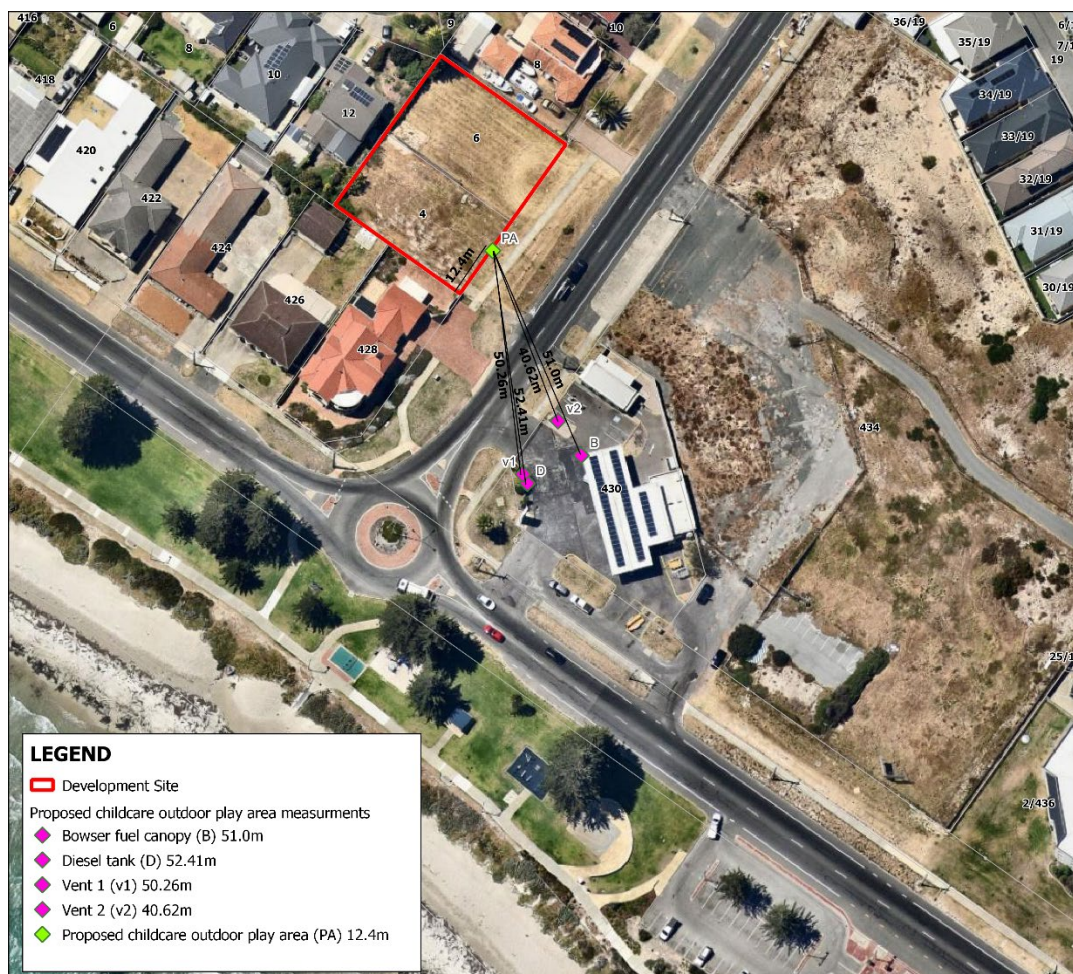 416
6
8
9
10
36/19
6/1
7/1
19
35/19
418
10
8
34/19
12
6
33/19
420
32/19
422
4
31/19
PA
424
12.4m
30/19
426
428
50.26m
40.62m
51.0m
52.41m
v2
434
B
v1
D
430
25/1
2/436
LEGEND
Development Site
Proposed childcare outdoor play area measurments
Bowser fuel canopy (B) 51.0m
Diesel tank (D) 52.41m
Vent 1 (v1) 50.26m
Vent 2 (v2) 40.62m
Proposed childcare outdoor play area (PA) 12.4m